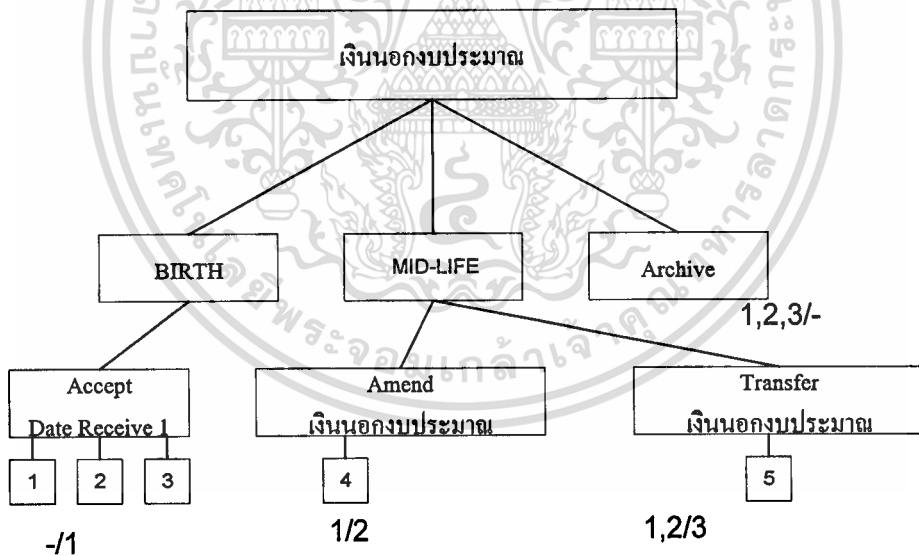 เงินนอกงบประมาณ
BIRTH
MID-LIFE
Archive
1,2,3/-
Accept
Date Receive 1
Amend
เงินนอกงบประมาณ
Transfer
เงินนอกงบประมาณ
1 2 3
4
5
-/1
1/2
1,2/3